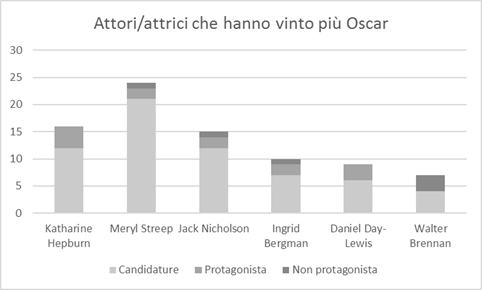 Attori/attrici che hanno vinto più Oscar
30
25
20
15
10
5
0
Katharine Hepburn
Meryl Streep
Jack Nicholson
Ingrid Bergman
Daniel Day-Lewis
Walter Brennan
Candidature
Protagonista
Non protagonista